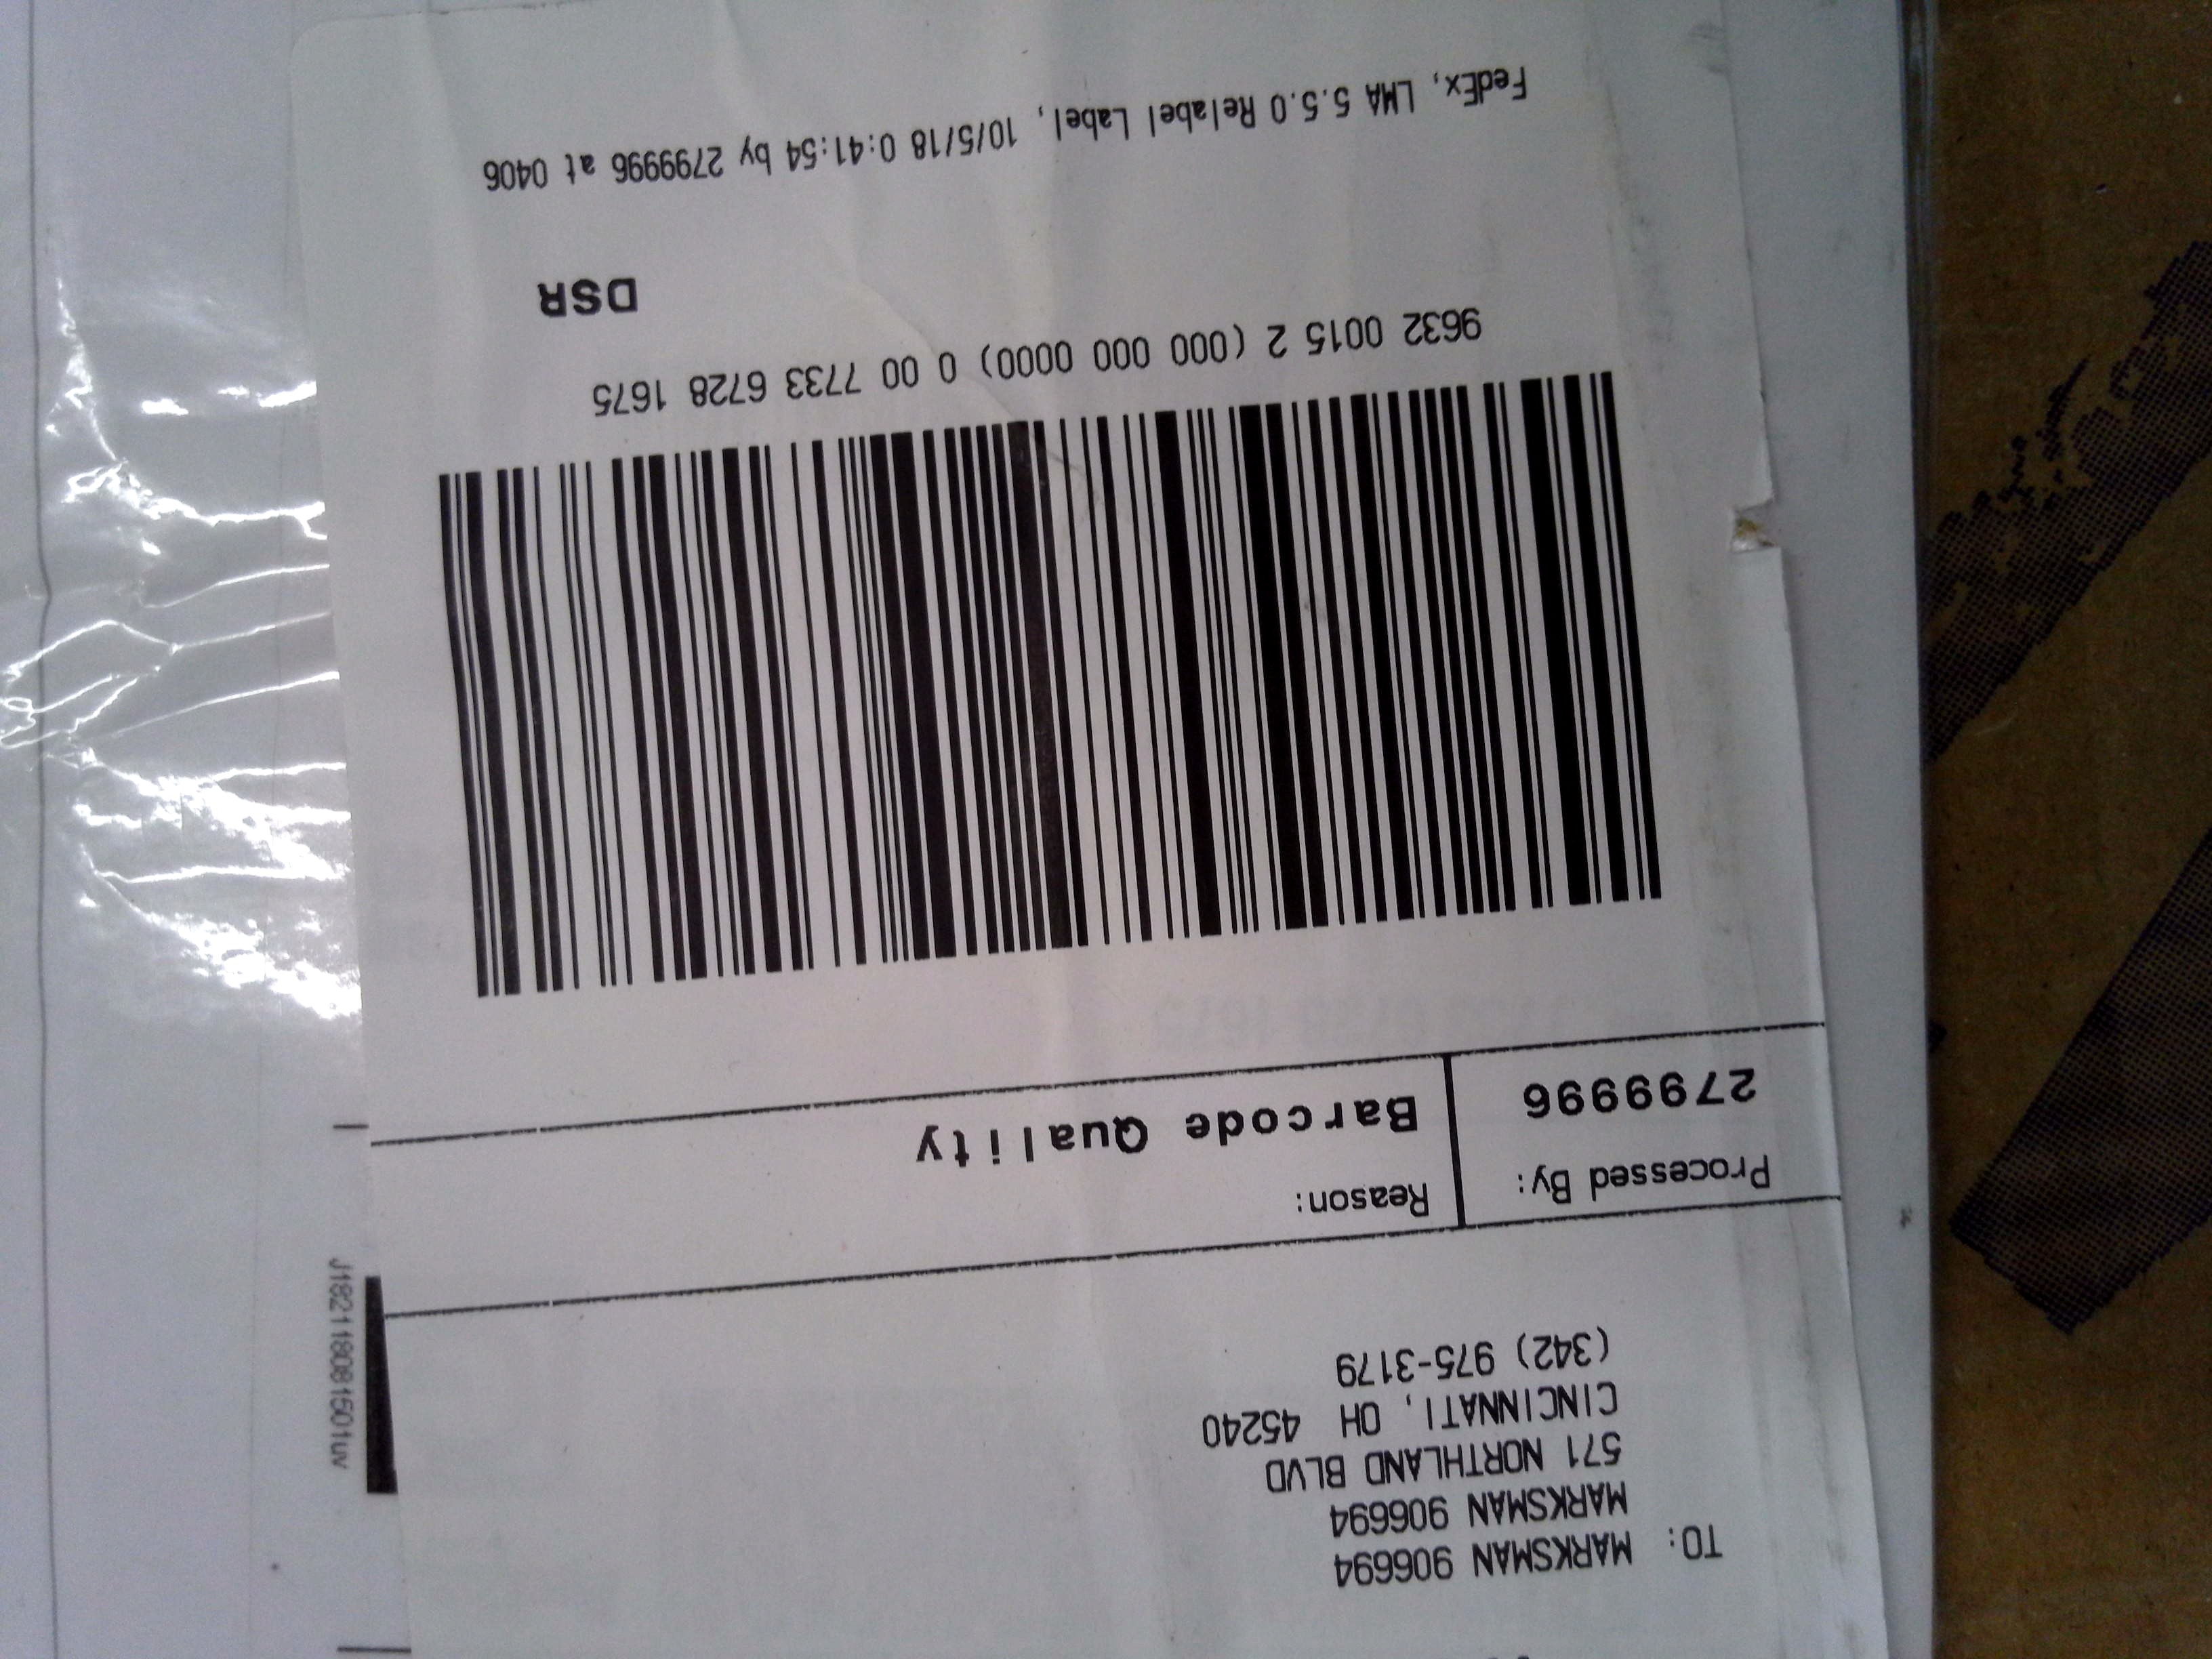 TO: MARKSMAN 906694
MARKSMAN 906694
571 NORTHLAND BLVD
CINCINNATI, OH 45240
(342) 975-3179
Processed By:
2799996
Reason:
Barcode Quality
9632 0015 2 (000 000 0000) 0 00 7733 6728 1675
DSR
FedEx, LMA 5.5.0 Relabel Label, 10/5/18 0:41:54 by 2799996 at 0406
J182118081501uv